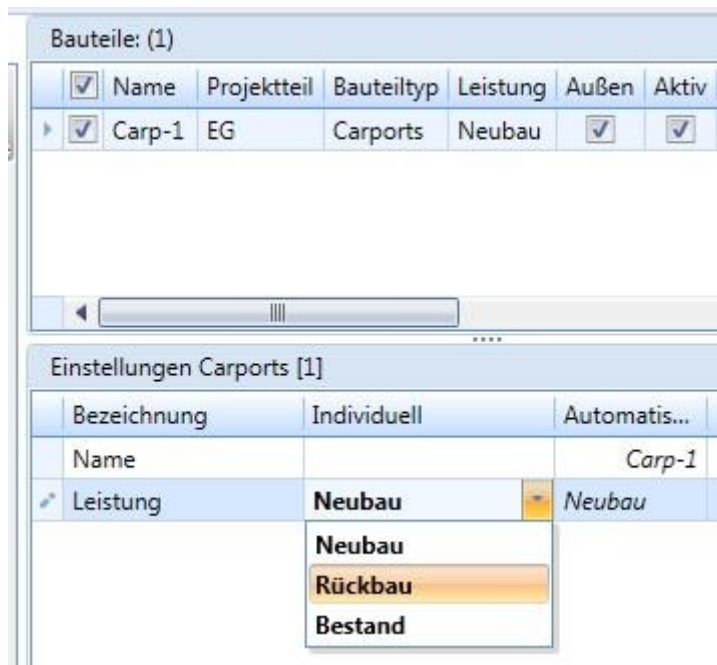 Bauteile: (1)
Name Projektteil Bauteiltyp Leistung Außen Aktiv
Carp-1 EG Carports Neubau
Einstellungen Carports [1]
Bezeichnung Individuell Automatis...
Name Carp-1
Leistung Neubau Neubau
Neubau
Rückbau
Bestand